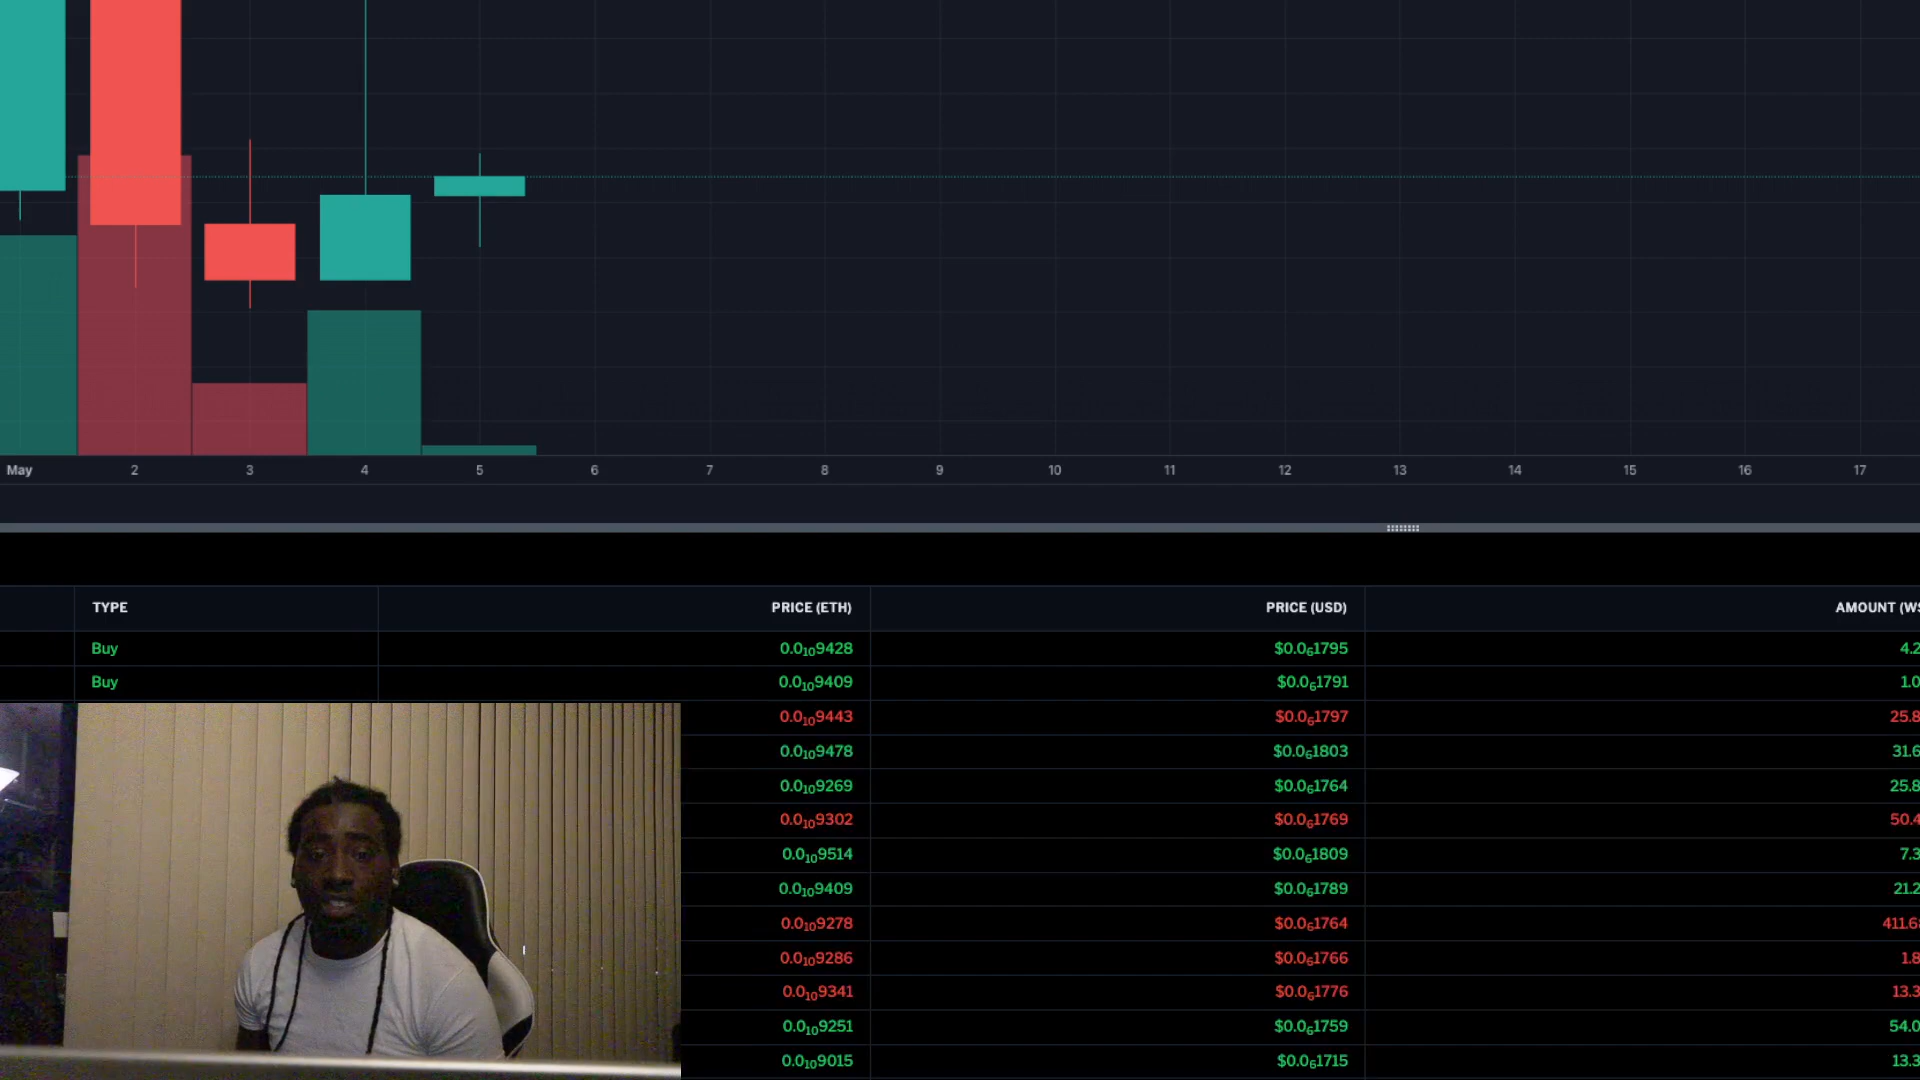 May 2 3 4 5 6 7 8 9 10 11 12 13 14 15 16 17
TYPE PRICE (ETH) PRICE (USD) AMOUNT (WS
Buy 0.0₁₀9428 $0.0₆1795 4.2
Buy 0.0₁₀9409 $0.0₆1791 1.0
0.0₁₀9443 $0.0₆1797 25.8
0.0₁₀9478 $0.0₆1803 31.6
0.0₁₀9269 $0.0₆1764 25.8
0.0₁₀9302 $0.0₆1769 50.4
0.0₁₀9514 $0.0₆1809 7.3
0.0₁₀9409 $0.0₆1789 21.2
0.0₁₀9278 $0.0₆1764 411.6
0.0₁₀9286 $0.0₆1766 1.8
0.0₁₀9341 $0.0₆1776 13.3
0.0₁₀9251 $0.0₆1759 54.0
0.0₁₀9015 $0.0₆1715 13.3